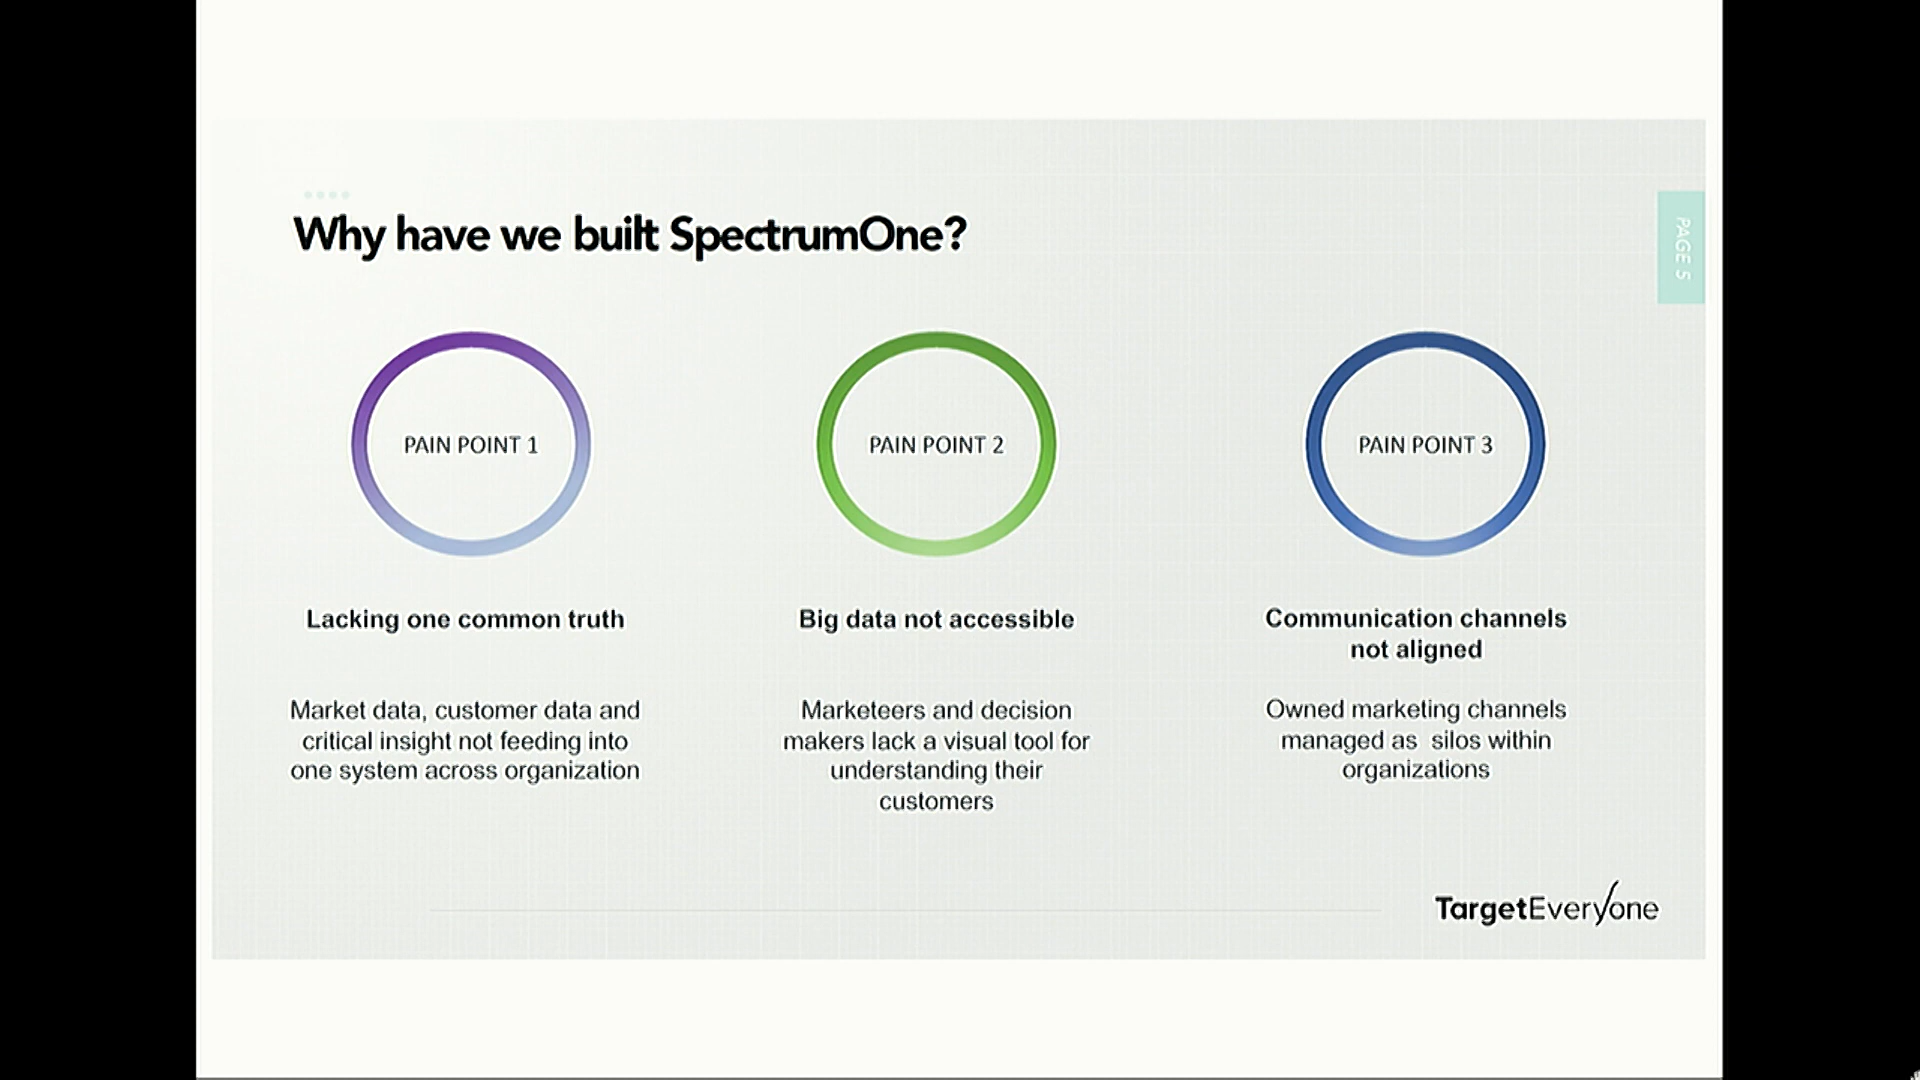 Why have we built SpectrumOne?
PAGE 5
PAIN POINT 1
PAIN POINT 2
PAIN POINT 3
Lacking one common truth
Market data, customer data and
critical insight not feeding into
one system across organization
Big data not accessible
Marketeers and decision
makers lack a visual tool for
understanding their
customers
Communication channels
not aligned
Owned marketing channels
managed as  silos within
organizations
TargetEveryone